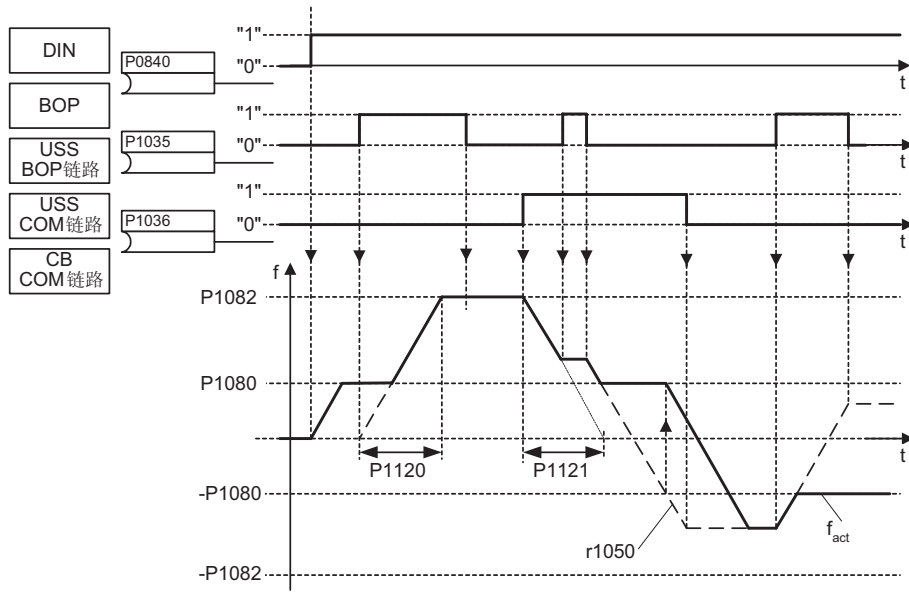 DIN
BOP
USS
BOP链路
USS
COM链路
CB
COM链路
P0840
P1035
P1036
"1"
"0"
t
"1"
"0"
t
"1"
"0"
t
f
P1082
P1080
t
P1120
P1121
-P1080
r1050
fact
-P1082